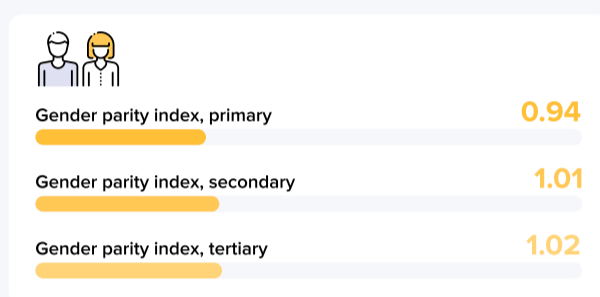 Gender parity index, primary 0.94
Gender parity index, secondary 1.01
Gender parity index, tertiary 1.02